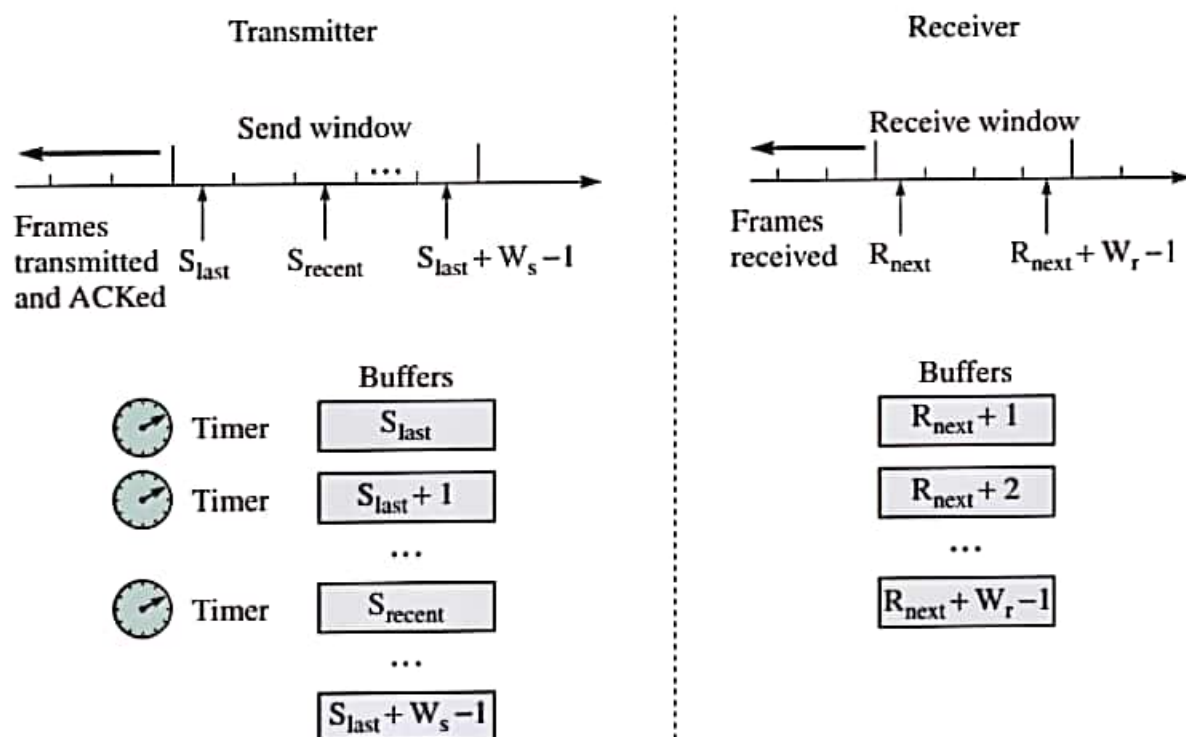 Transmitter
Send window
...
Frames
transmitted
and ACKed
S_last
S_recent
S_last + W_s − 1
Buffers
Timer
S_last
Timer
S_last + 1
...
Timer
S_recent
...
S_last + W_s − 1
Receiver
Receive window
Frames
received
R_next
R_next + W_r − 1
Buffers
R_next + 1
R_next + 2
...
R_next + W_r − 1